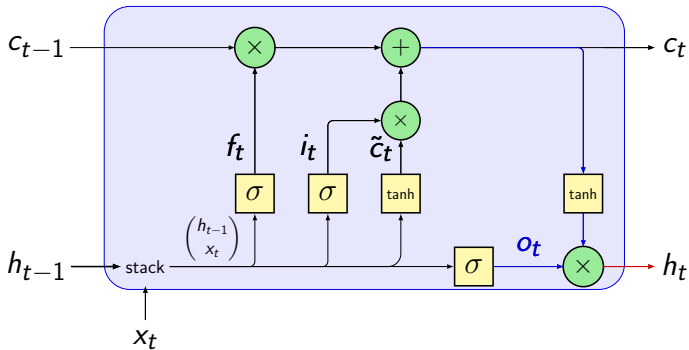 c_{t-1} × + c_t
f_t i_t c̃_t ×
σ σ tanh tanh
(h_{t-1}
x_t)
h_{t-1} stack σ o_t × h_t
x_t